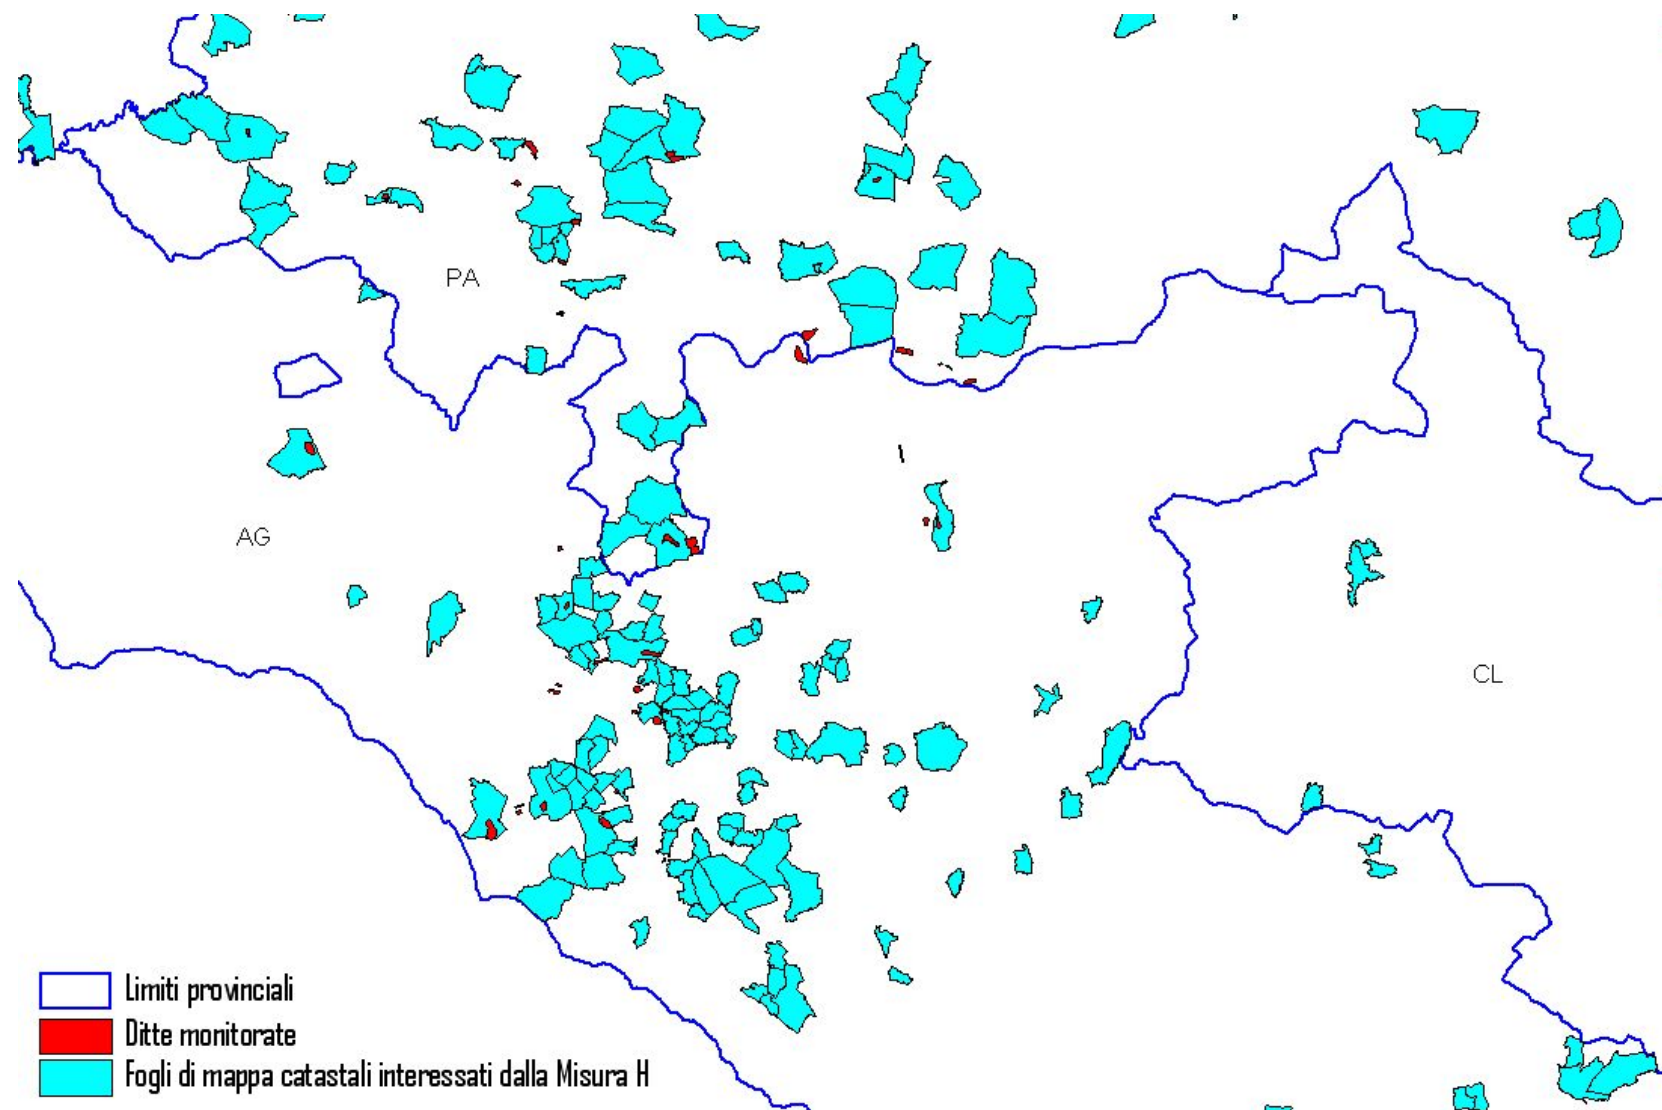 PA
AG
CL
Limiti provinciali
Ditte monitorate
Fogli di mappa catastali interessati dalla Misura H